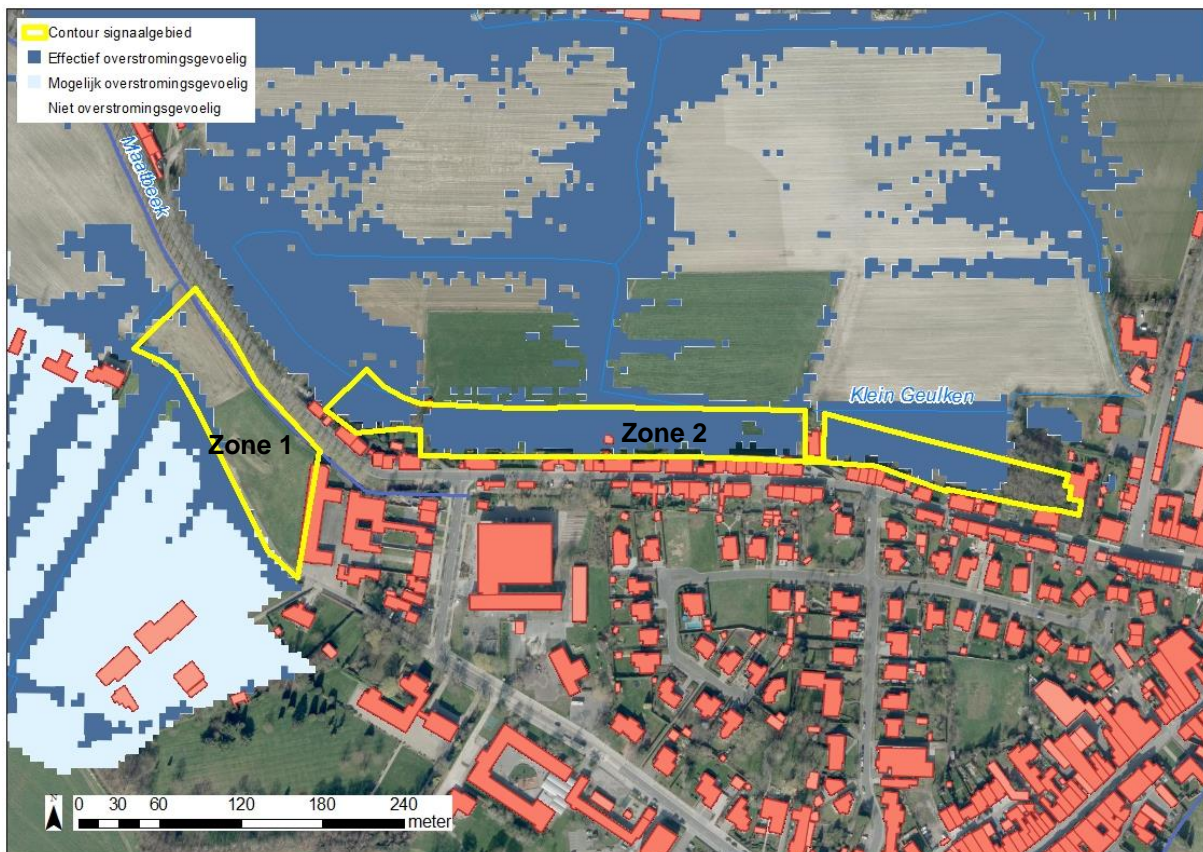 Contour signaalgebied
Effectief overstromingsgevoelig
Mogelijk overstromingsgevoelig
Niet overstromingsgevoelig
Maatbeek
Klein Geulken
Zone 1
Zone 2
N
0 30 60 120 180 240
meter